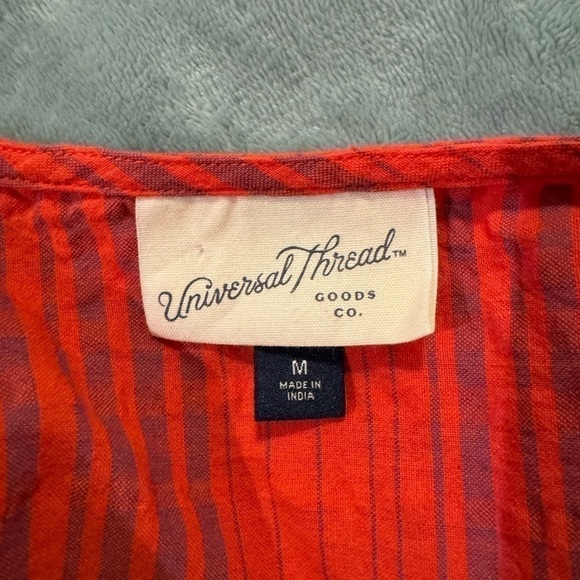 Universal Thread™
GOODS
CO.
M
MADE IN
INDIA